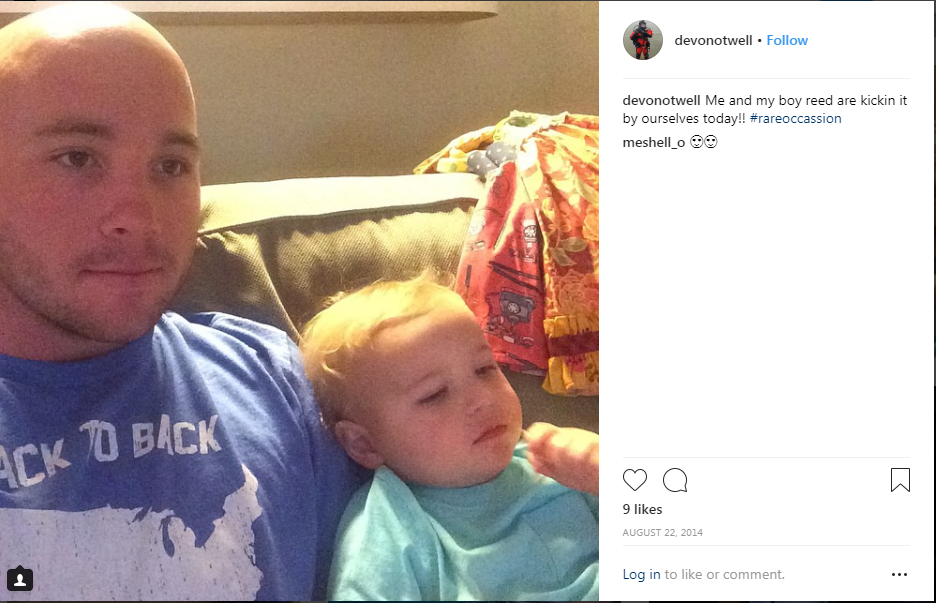 devonotwell • Follow
devonotwell Me and my boy reed are kickin it
by ourselves today!! #rareoccassion
meshell_o 🙂🙂
ACK TO BACK
9 likes
AUGUST 22, 2014
Log in to like or comment.